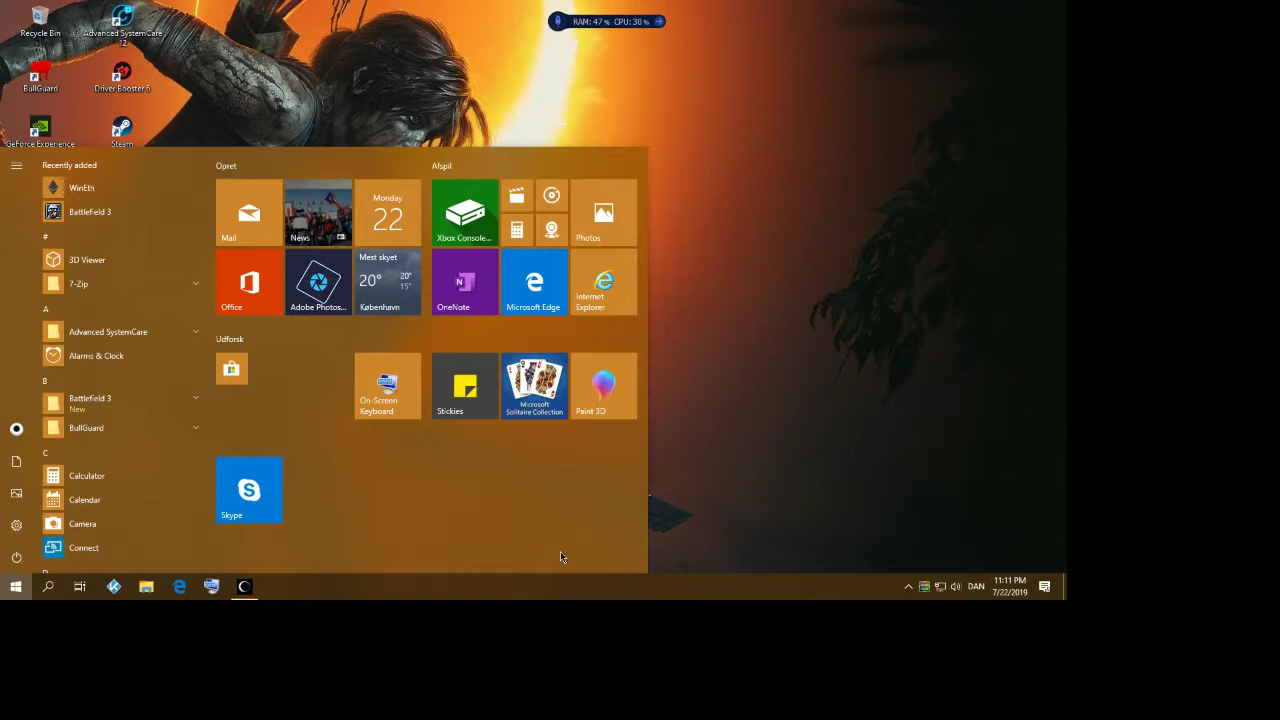 RAM: 47 % CPU: 30 %
Recycle Bin
Advanced SystemCare
12
BullGuard
Driver Booster 6
GeForce Experience
Steam
Recently added
WinEth
Battlefield 3
#
3D Viewer
7-Zip
A
Advanced SystemCare
Alarms & Clock
B
Battlefield 3
New
BullGuard
C
Calculator
Calendar
Camera
Connect
Opret
Mail
News
Monday
22
Office
Adobe Photos...
Mest skyet
20° 20°
15°
København
Udforsk
On-Screen
Keyboard
Skype
Afspil
Xbox Console...
Photos
OneNote
Microsoft Edge
Internet
Explorer
Stickies
Microsoft
Solitaire Collection
Paint 3D
DAN
11:11 PM
7/22/2019